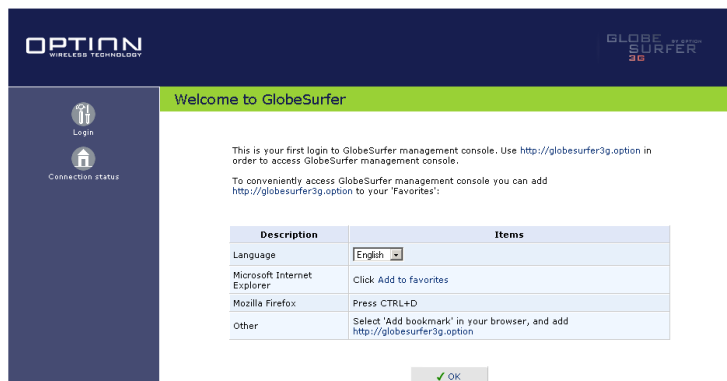 OPTION
WIRELESS TECHNOLOGY
GLOBE BY OPTION
SURFER
3G
Login
Connection status
Welcome to GlobeSurfer
This is your first login to GlobeSurfer management console. Use http://globesurfer3g.option in
order to access GlobeSurfer management console.
To conveniently access GlobeSurfer management console you can add
http://globesurfer3g.option to your 'Favorites':
Description Items
Language English
Microsoft Internet
Explorer
Click Add to favorites
Mozilla Firefox Press CTRL+D
Other
Select 'Add bookmark' in your browser, and add
http://globesurfer3g.option
OK